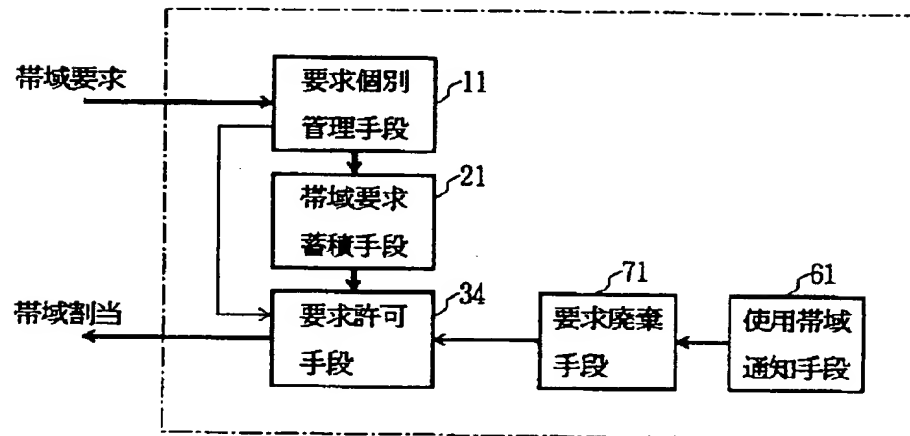 帯域要求
要求個別
管理手段
11
帯域要求
蓄積手段
21
帯域割当
要求許可
手段
34
要求廃棄
手段
71
使用帯域
通知手段
61